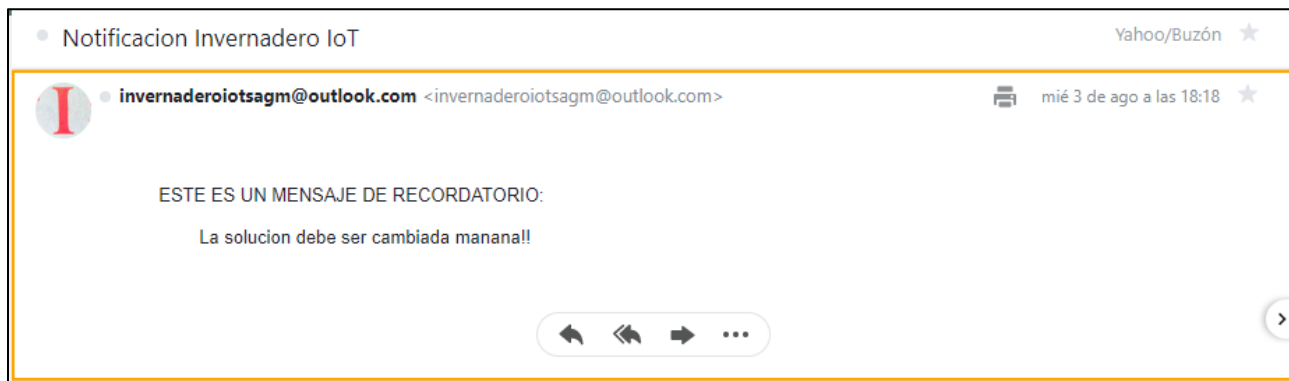 Notificacion Invernadero IoT
Yahoo/Buzón
I
invernaderoiotsagm@outlook.com <invernaderoiotsagm@outlook.com>
mié 3 de ago a las 18:18
ESTE ES UN MENSAJE DE RECORDATORIO:
La solucion debe ser cambiada manana!!